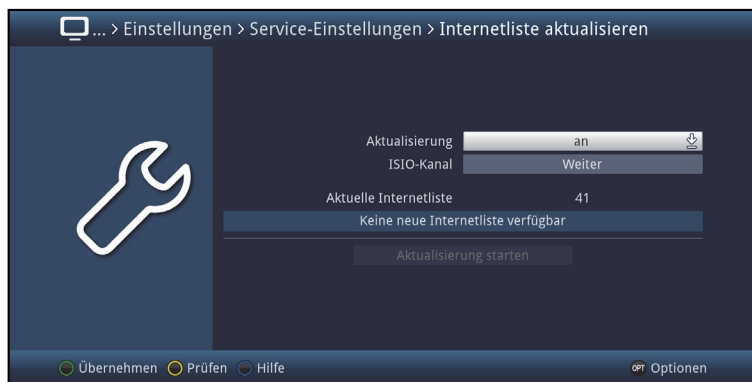 ... > Einstellungen > Service-Einstellungen > Internetliste aktualisieren
Aktualisierung an
ISIO-Kanal Weiter
Aktuelle Internetliste 41
Keine neue Internetliste verfügbar
Aktualisierung starten
Übernehmen Prüfen Hilfe OPT Optionen